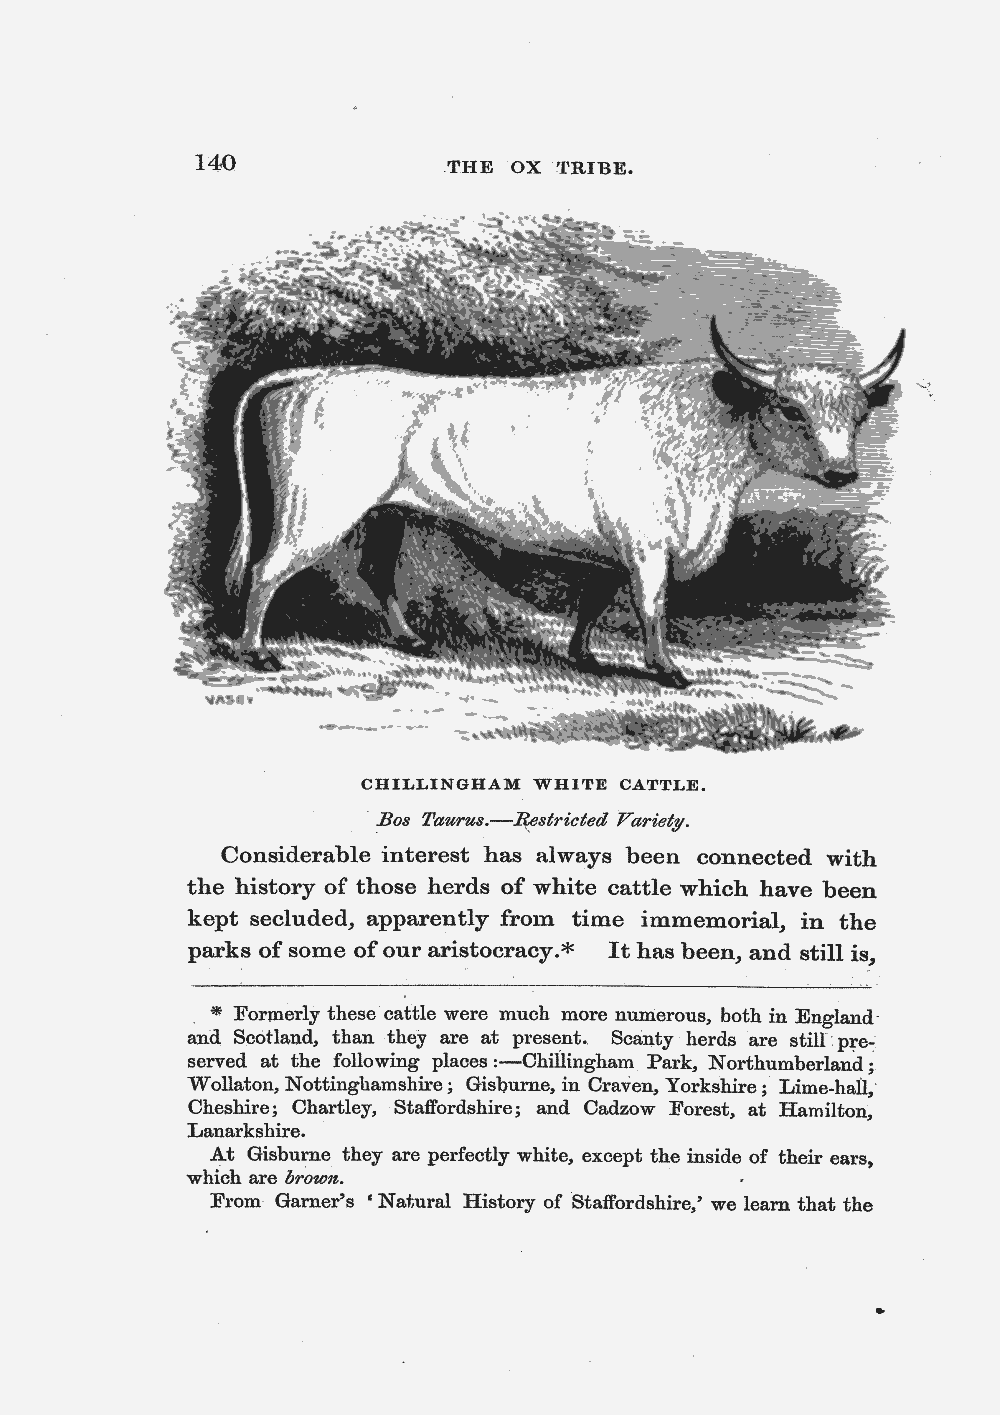 140
THE OX TRIBE.
VASEY
CHILLINGHAM WHITE CATTLE.
Bos Taurus.—Restricted Variety.
Considerable interest has always been connected with
the history of those herds of white cattle which have been
kept secluded, apparently from time immemorial, in the
parks of some of our aristocracy.* It has been, and still is,
* Formerly these cattle were much more numerous, both in England
and Scotland, than they are at present. Scanty herds are still pre-
served at the following places:—Chillingham Park, Northumberland;
Wollaton, Nottinghamshire; Gisburne, in Craven, Yorkshire; Lime-hall,
Cheshire; Chartley, Staffordshire; and Cadzow Forest, at Hamilton,
Lanarkshire.
At Gisburne they are perfectly white, except the inside of their ears,
which are brown.
From Garner's 'Natural History of Staffordshire,' we learn that the